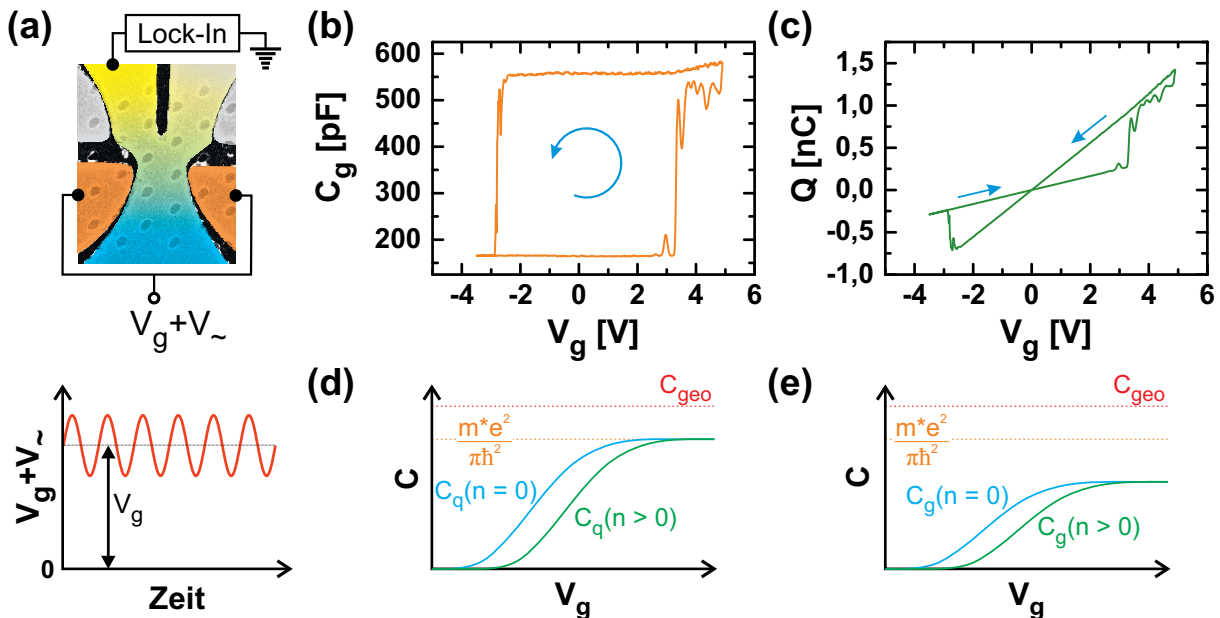 (a)
Lock-In
V_g+V_~
V_g+V_~
V_g
0
Zeit
(b)
C_g [pF]
600
500
400
300
200
-4 -2 0 2 4 6
V_g [V]
(c)
Q [nC]
1,5
1,0
0,5
0,0
-0,5
-1,0
-4 -2 0 2 4 6
V_g [V]
(d)
C_geo
m*e²
πħ²
C_q(n = 0)
C_q(n > 0)
C
V_g
(e)
C_geo
m*e²
πħ²
C_g(n = 0)
C_g(n > 0)
C
V_g